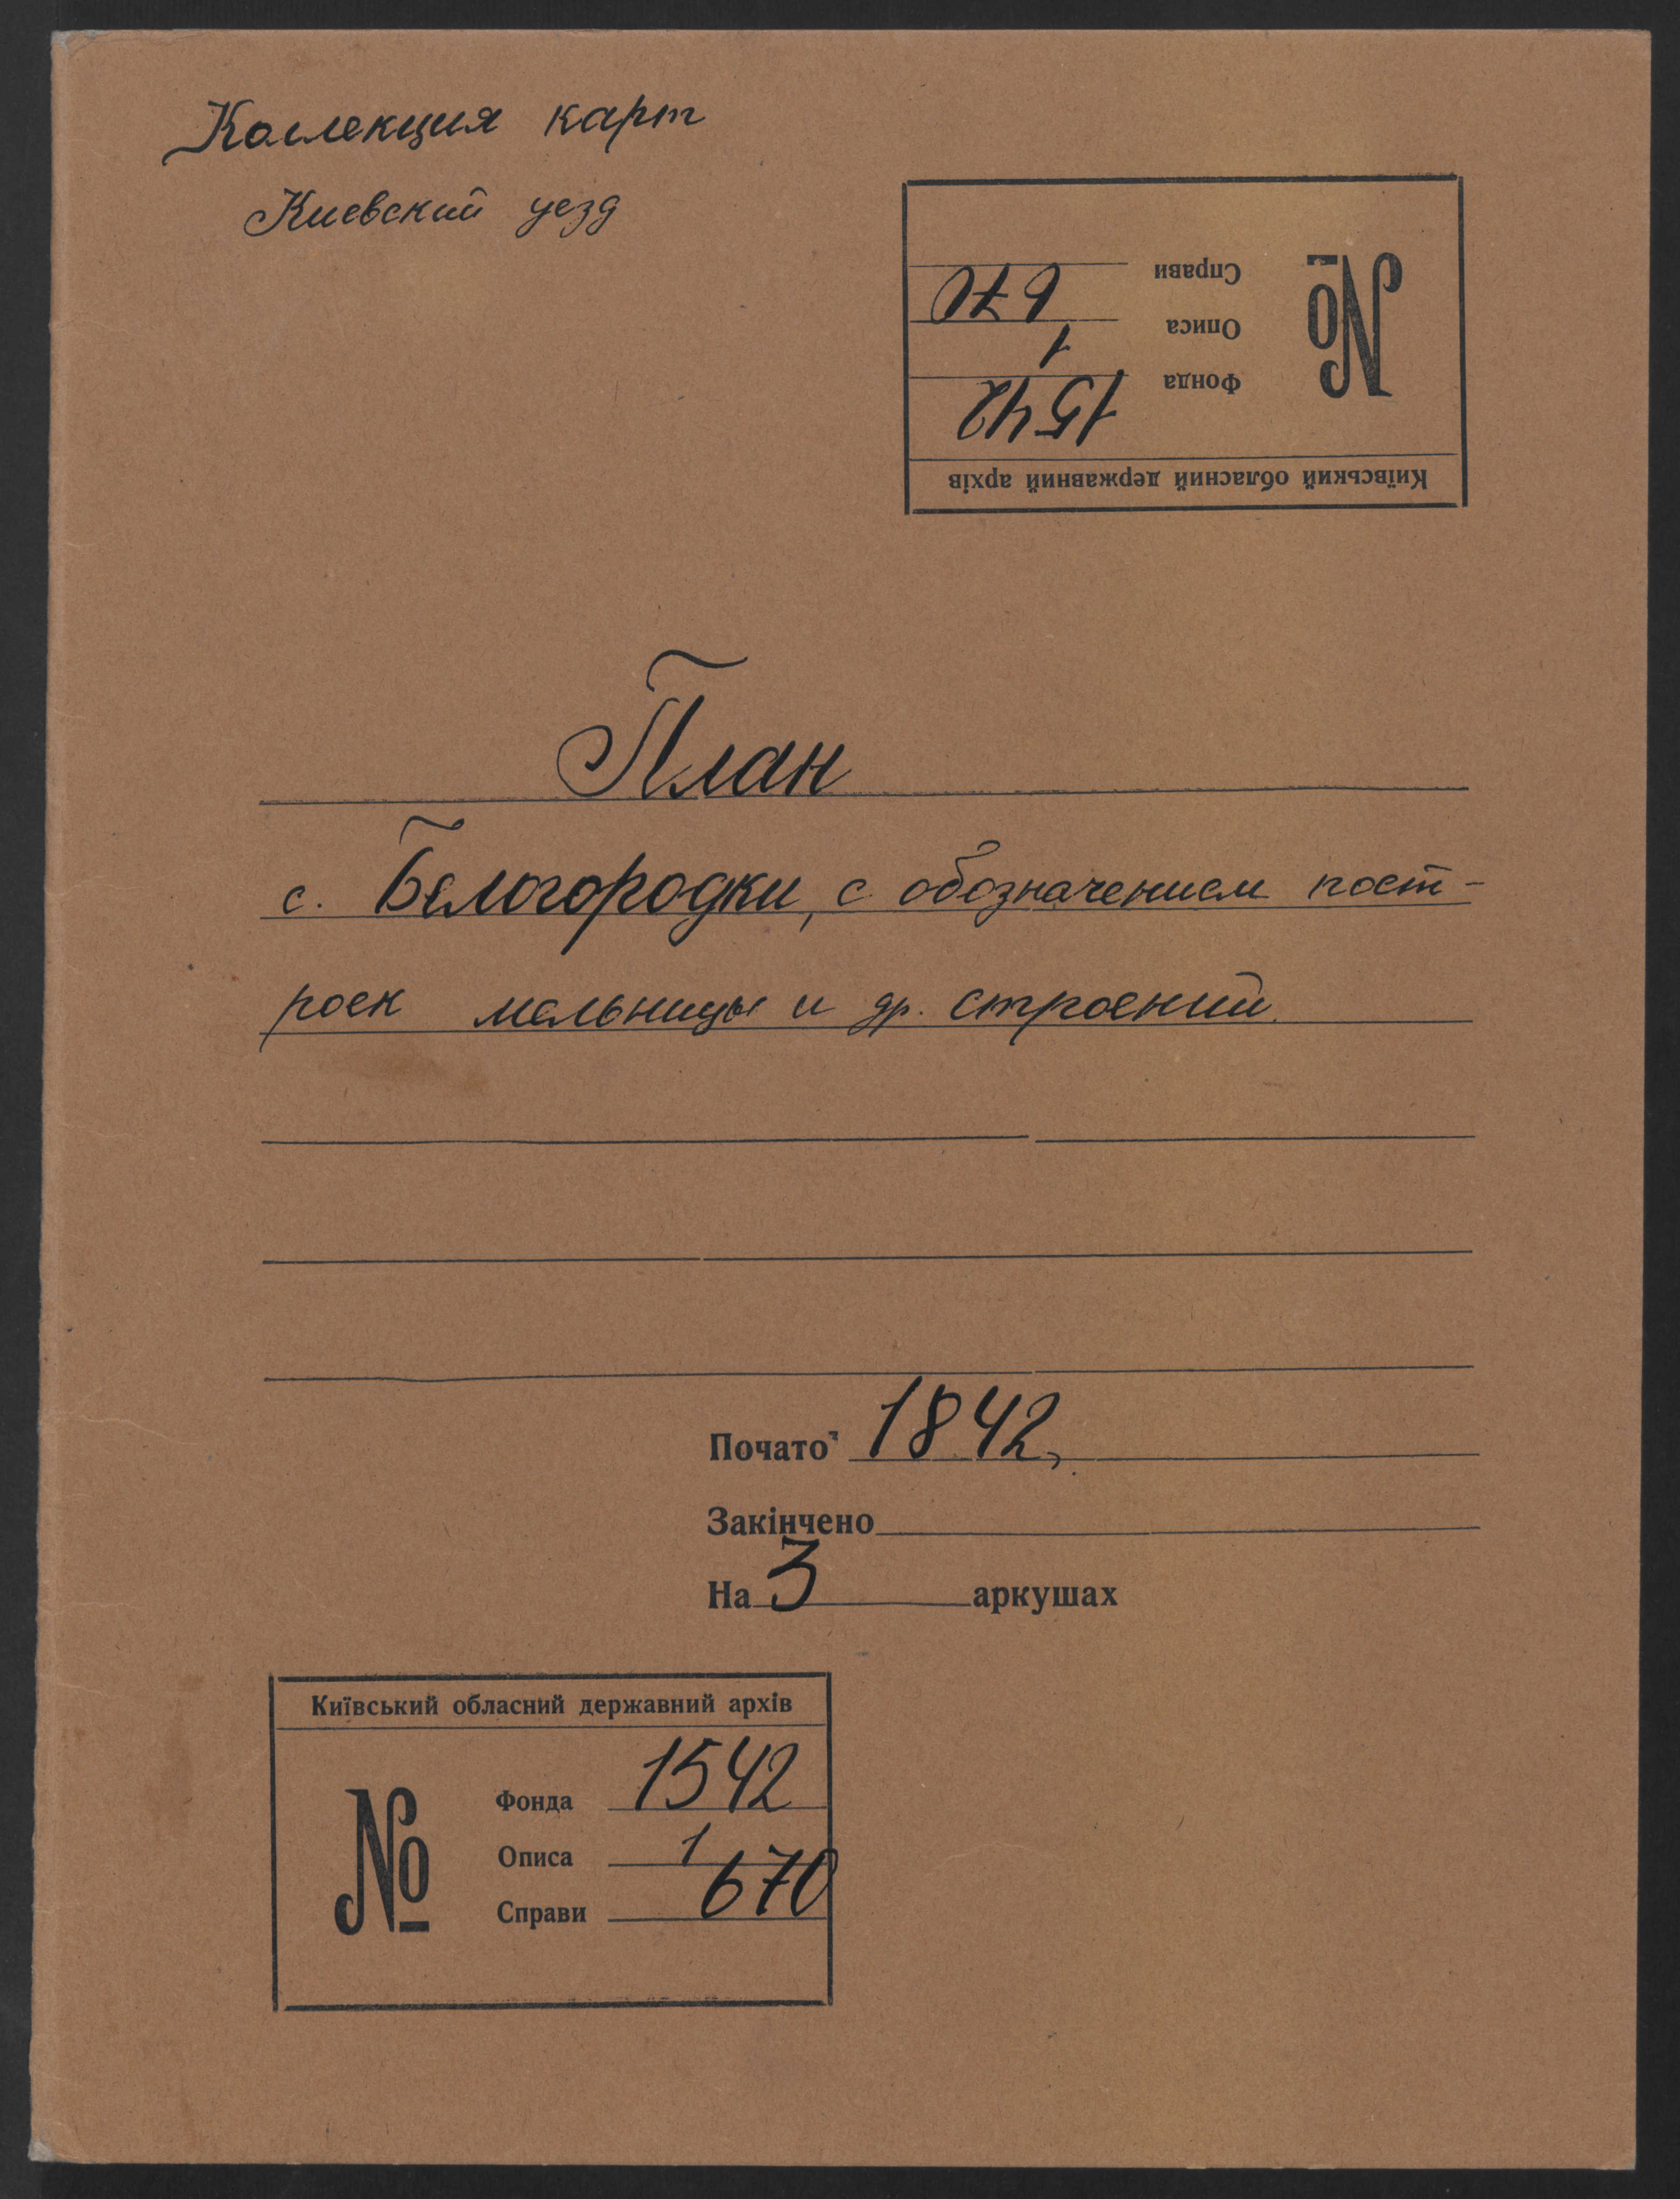 Коллекция карт
Киевский уезд
Київський обласний державний архів
№
Фонда 1542
Описа 1
Справи 670
План
с. Белогородки, с обозначением пост-
роек мельницы и др. строений.
Почато 1842
Закінчено
На 3 аркушах
Київський обласний державний архів
№
Фонда 1542
Описа 1
Справи 670